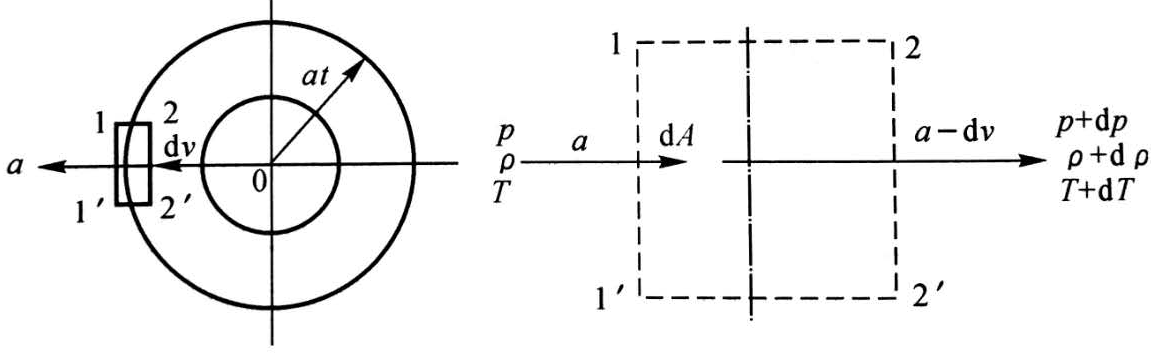 at
1
2
dv
a
0
1′
2′
p
ρ
T
a
dA
1
2
1′
2′
a−dv
p+dp
ρ+dρ
T+dT